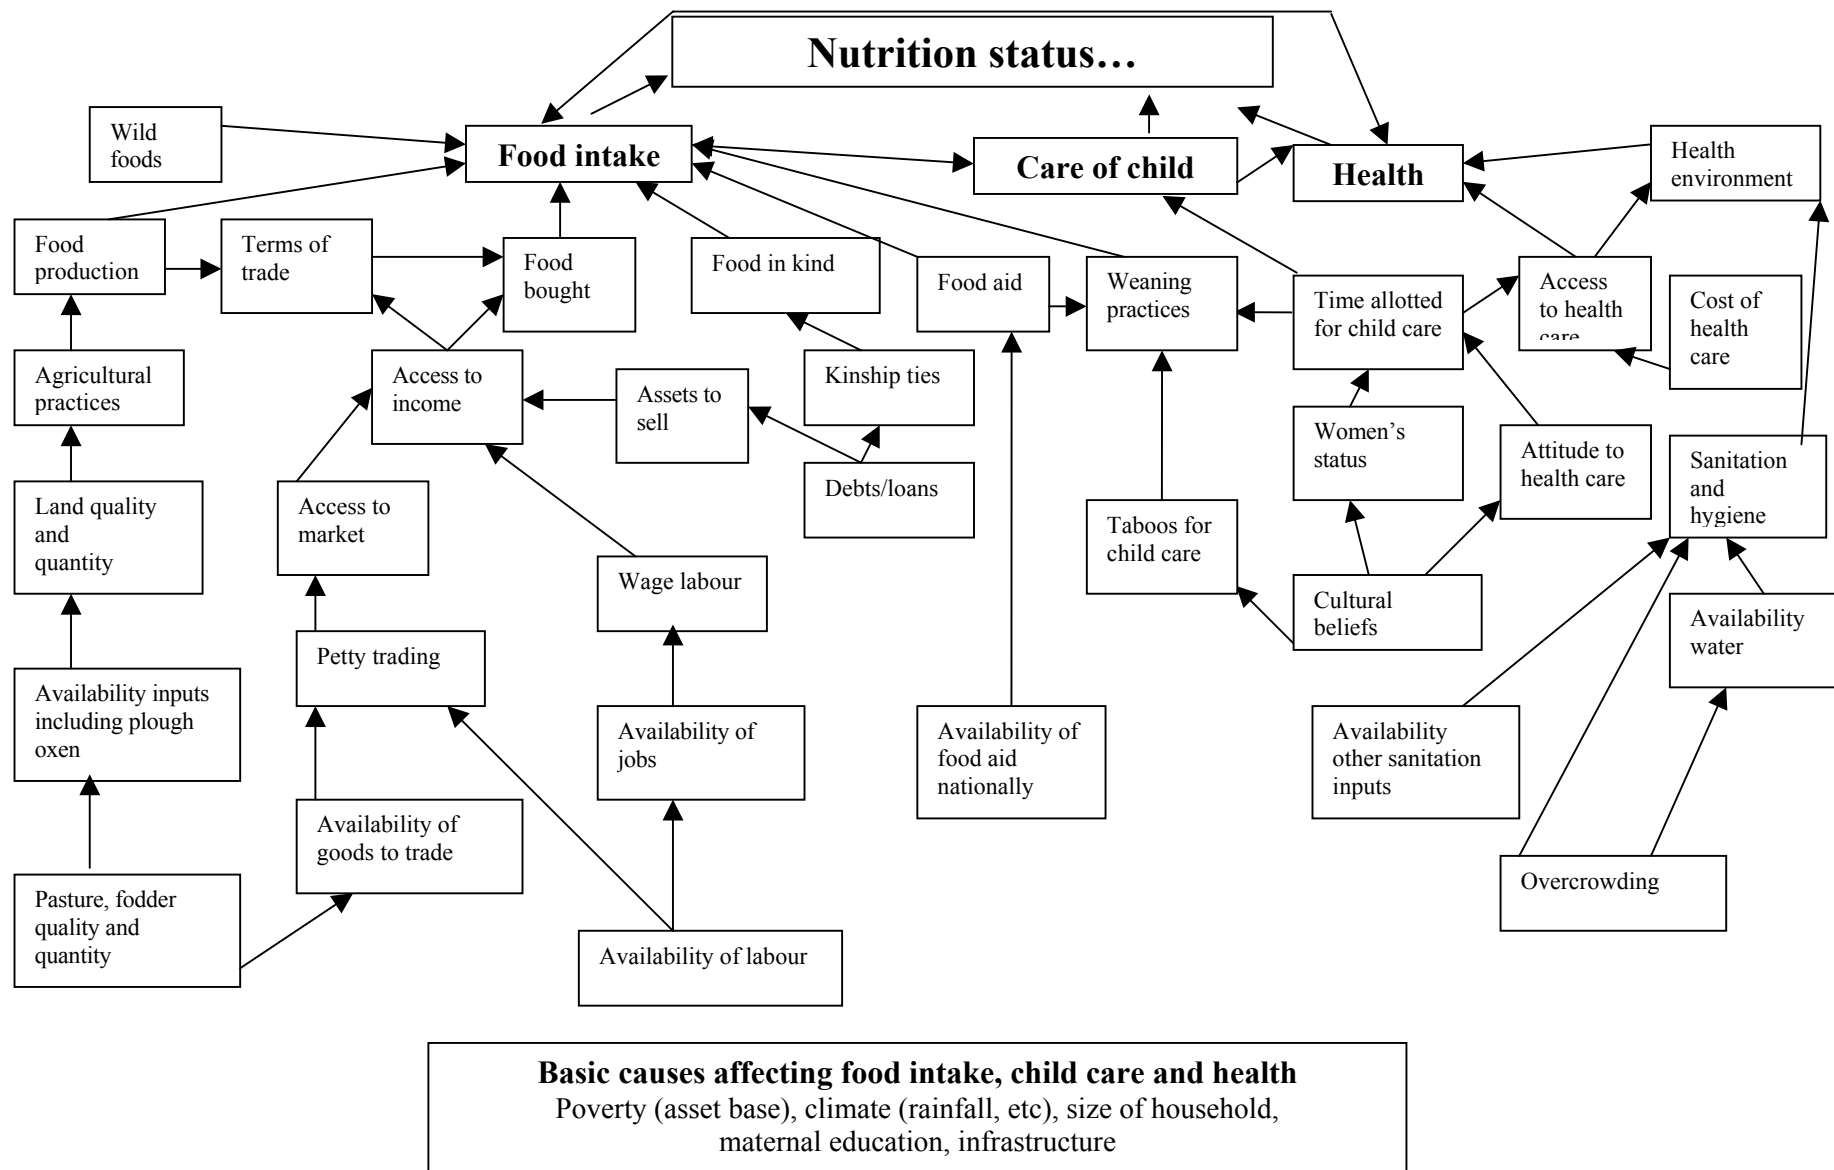 Nutrition status…
Wild
foods
Food intake
Care of child
Health
Health
environment
Food
production
Terms of
trade
Food
bought
Food in kind
Food aid
Weaning
practices
Time allotted
for child care
Access
to health
care
Cost of
health
care
Agricultural
practices
Access to
income
Assets to
sell
Kinship ties
Women’s
status
Attitude to
health care
Sanitation
and
hygiene
Land quality
and
quantity
Access to
market
Debts/loans
Taboos for
child care
Wage labour
Cultural
beliefs
Availability
water
Petty trading
Availability inputs
including plough
oxen
Availability of
jobs
Availability of
food aid
nationally
Availability
other sanitation
inputs
Availability of
goods to trade
Overcrowding
Pasture, fodder
quality and
quantity
Availability of labour
Basic causes affecting food intake, child care and health
Poverty (asset base), climate (rainfall, etc), size of household,
maternal education, infrastructure